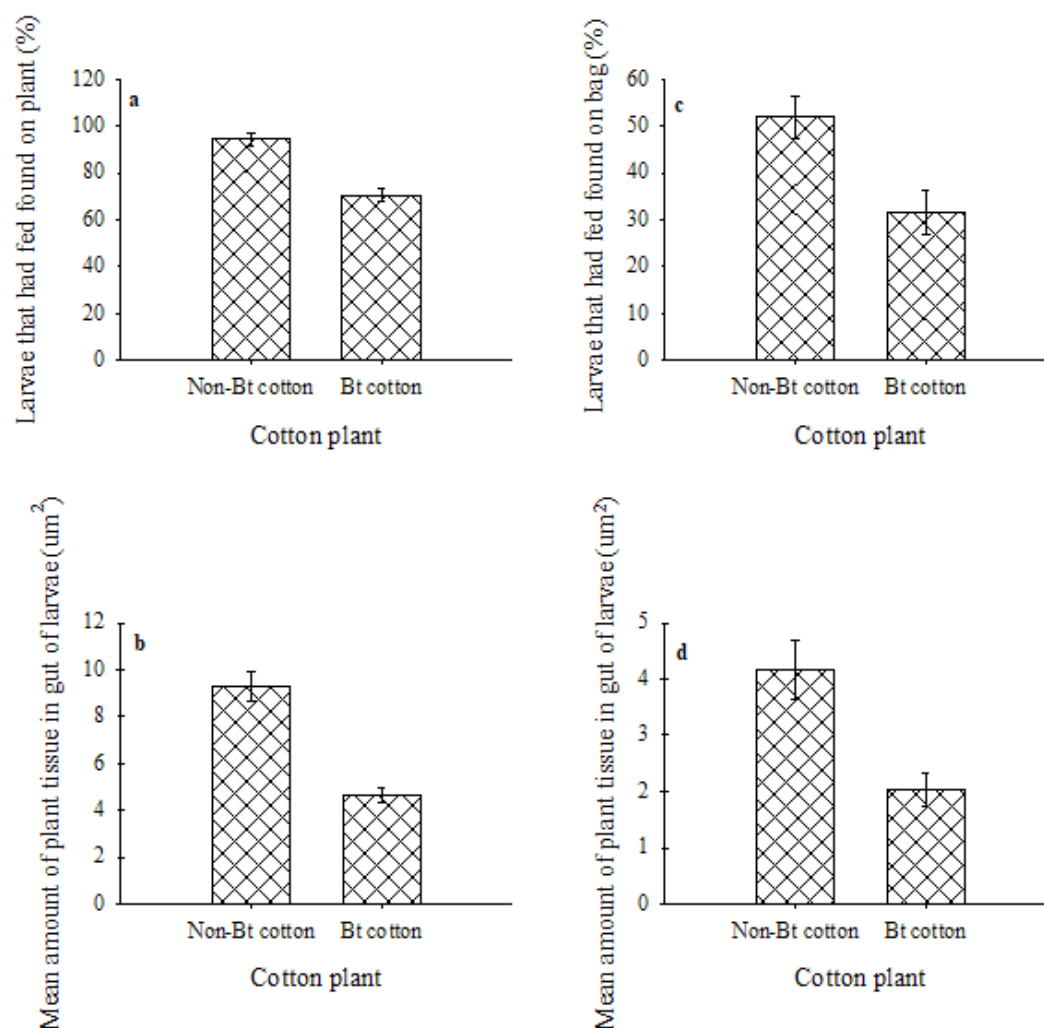 Larvae that had fed found on plant (%)
120
100
80
60
40
20
0
a
Non-Bt cotton Bt cotton
Cotton plant
Larvae that had fed found on bag (%)
60
50
40
30
20
10
0
c
Non-Bt cotton Bt cotton
Cotton plant
Mean amount of plant tissue in gut of larvae (um²)
12
10
8
6
4
2
0
b
Non-Bt cotton Bt cotton
Cotton plant
Mean amount of plant tissue in gut of larvae (um²)
5
4
3
2
1
0
d
Non-Bt cotton Bt cotton
Cotton plant